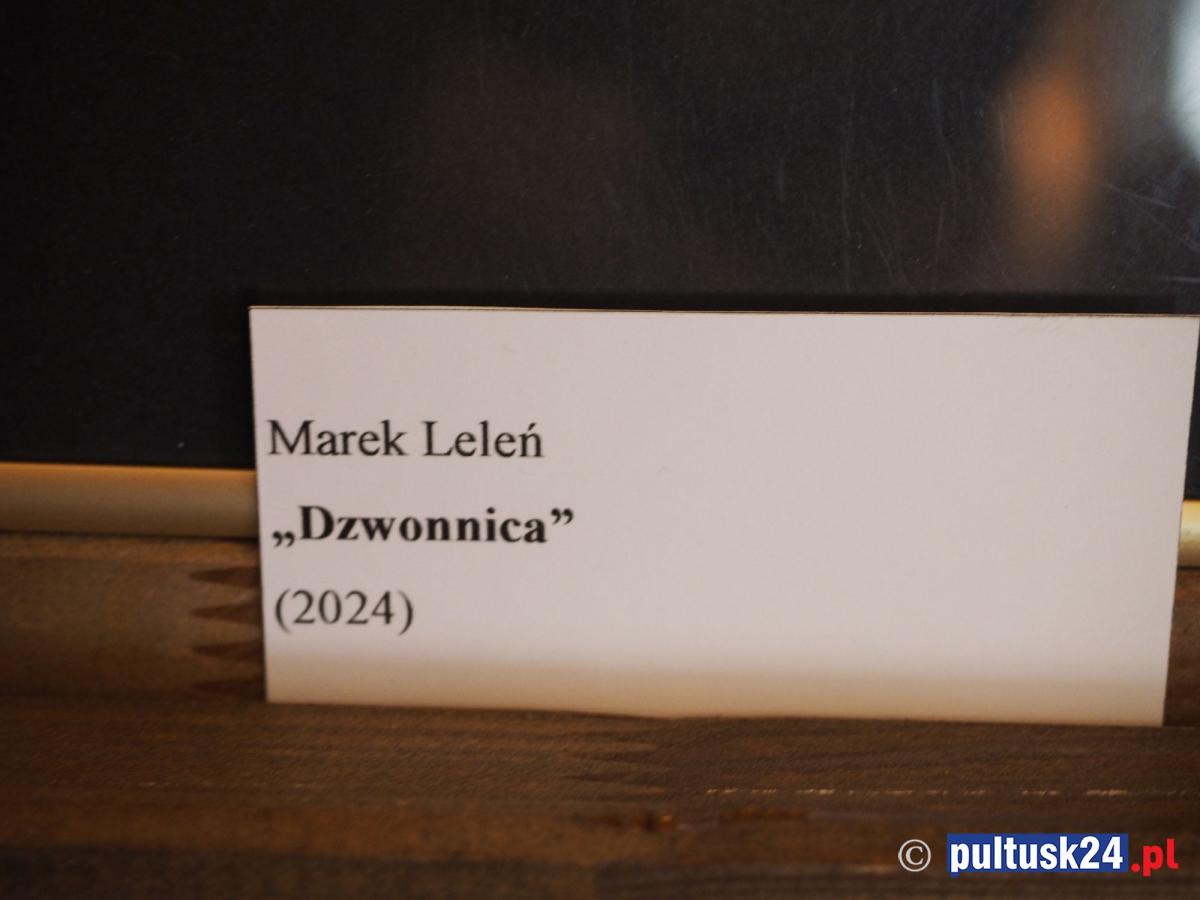 Marek Leleń
„Dzwonnica”
(2024)
© pultusk24.pl